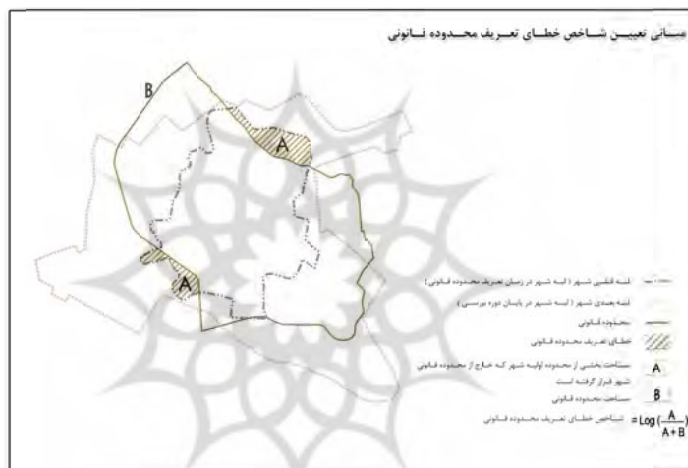 مبانی تعیین شاخص خطای تعریف محدوده قانونی
B
A
A
لبه فعلی شهر ( لبه شهر در زمان تعریف محدوده قانونی )
لبه بعدی شهر ( لبه شهر در پایان دوره بررسی )
محدوده قانونی
خطای تعریف محدوده قانونی
A مساحت بخشی از محدوده اولیه شهر که خارج از محدوده قانونی
شهر قرار گرفته است
B مساحت محدوده قانونی
شاخص خطای تعریف محدوده قانونی =Log(A/A+B)